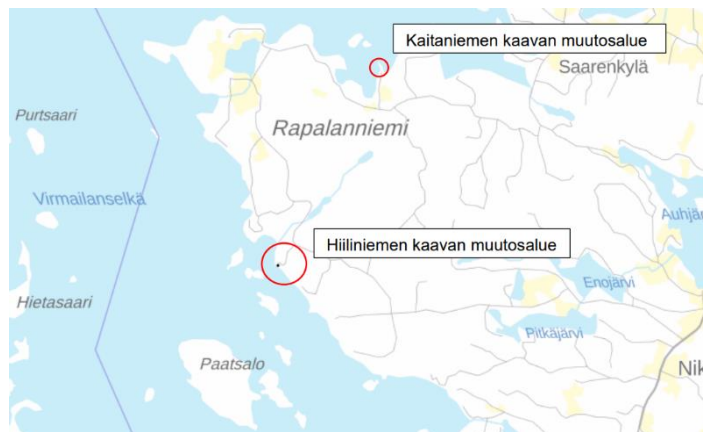 Kaitaniemen kaavan muutosalue
Saarenkylä
Purtsaari
Rapalanniemi
Virmailanselkä
Auhjär
Hiiliniemen kaavan muutosalue
Enojärvi
Hietasaari
Pitkäjärvi
Paatsalo
Nik